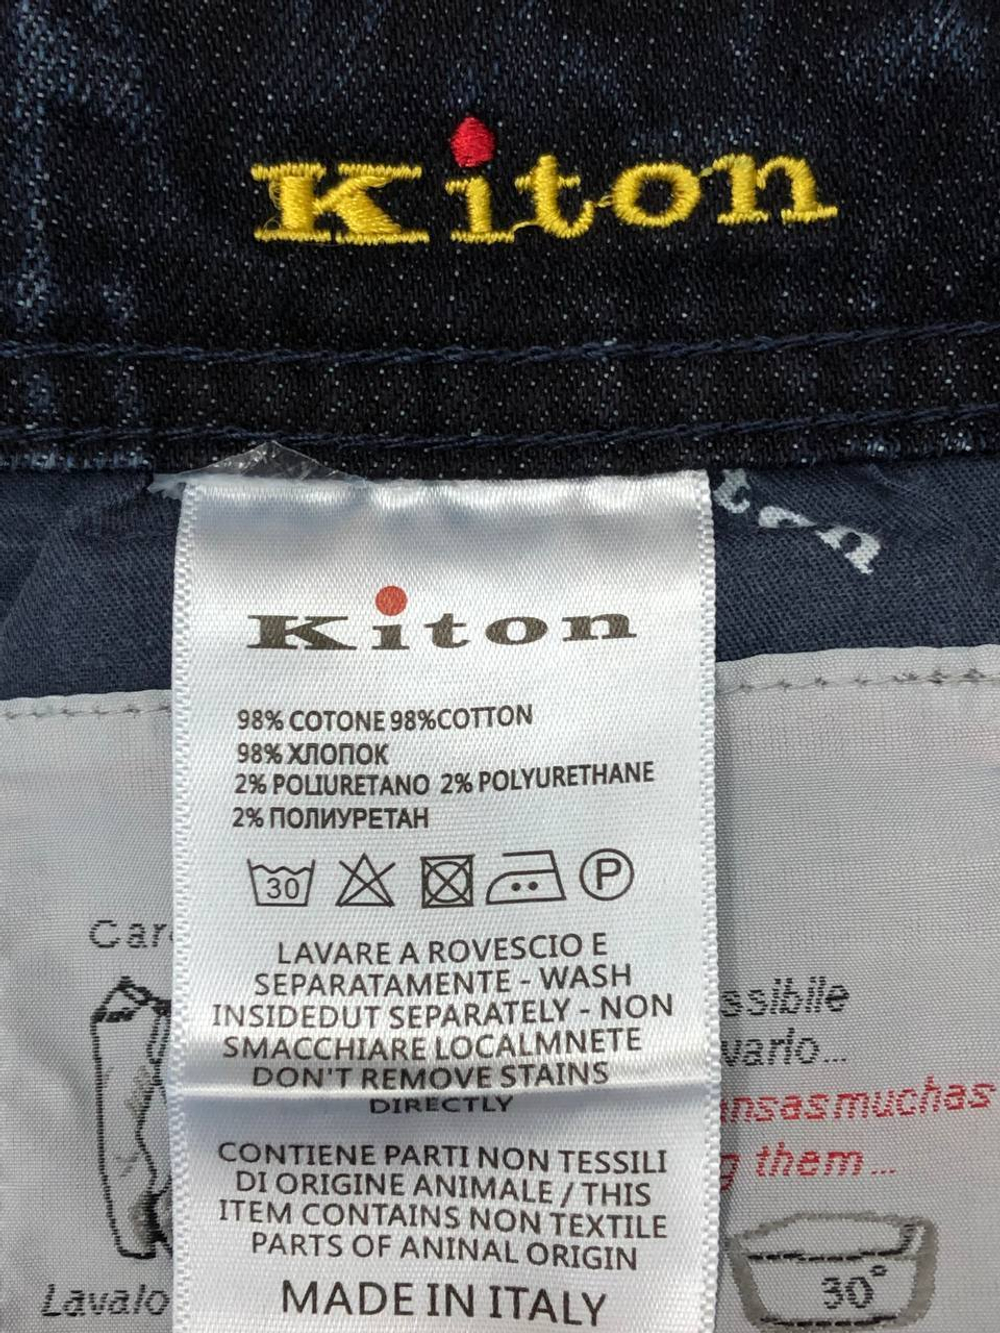 Kiton
ton
Kiton
98% COTONE 98%COTTON
98% ХЛОПОК
2% POLIURETANO 2% POLYURETHANE
2% ПОЛИУРЕТАН
30
P
LAVARE A ROVESCIO E
SEPARATAMENTE - WASH
INSIDEDUT SEPARATELY - NON
SMACCHIARE LOCALMNETE
DON'T REMOVE STAINS
DIRECTLY
CONTIENE PARTI NON TESSILI
DI ORIGINE ANIMALE / THIS
ITEM CONTAINS NON TEXTILE
PARTS OF ANINAL ORIGIN
MADE IN ITALY
Car
ssibile
vario...
nsasmuchas
g them...
Lavalo
30°